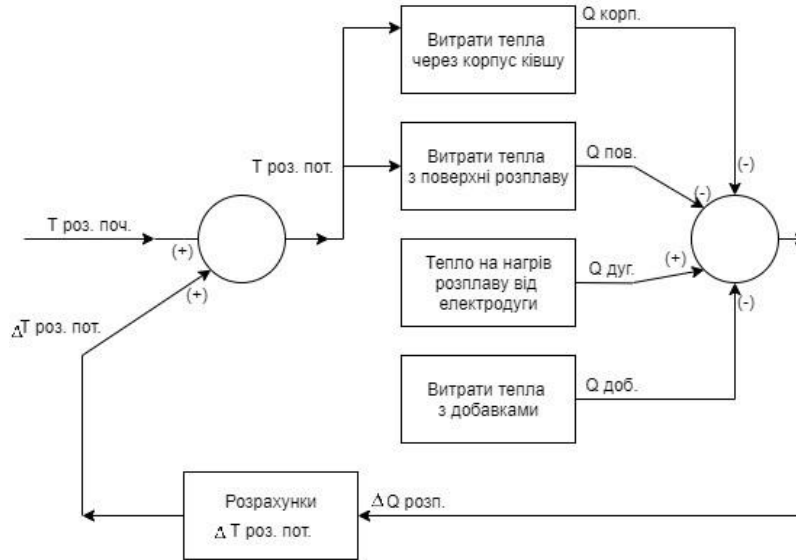 Q корп.
Витрати тепла
через корпус ківшу
T роз. пот.
Витрати тепла
з поверхні розплаву
Q пов.
(-)
(-)
T роз. поч.
(+)
(+)
Тепло на нагрів
розплаву від
електродуги
Q дуг.
(+)
(-)
ΔT роз. пот.
Витрати тепла
з добавками
Q доб.
Розрахунки
Δ T роз. пот.
ΔQ розп.